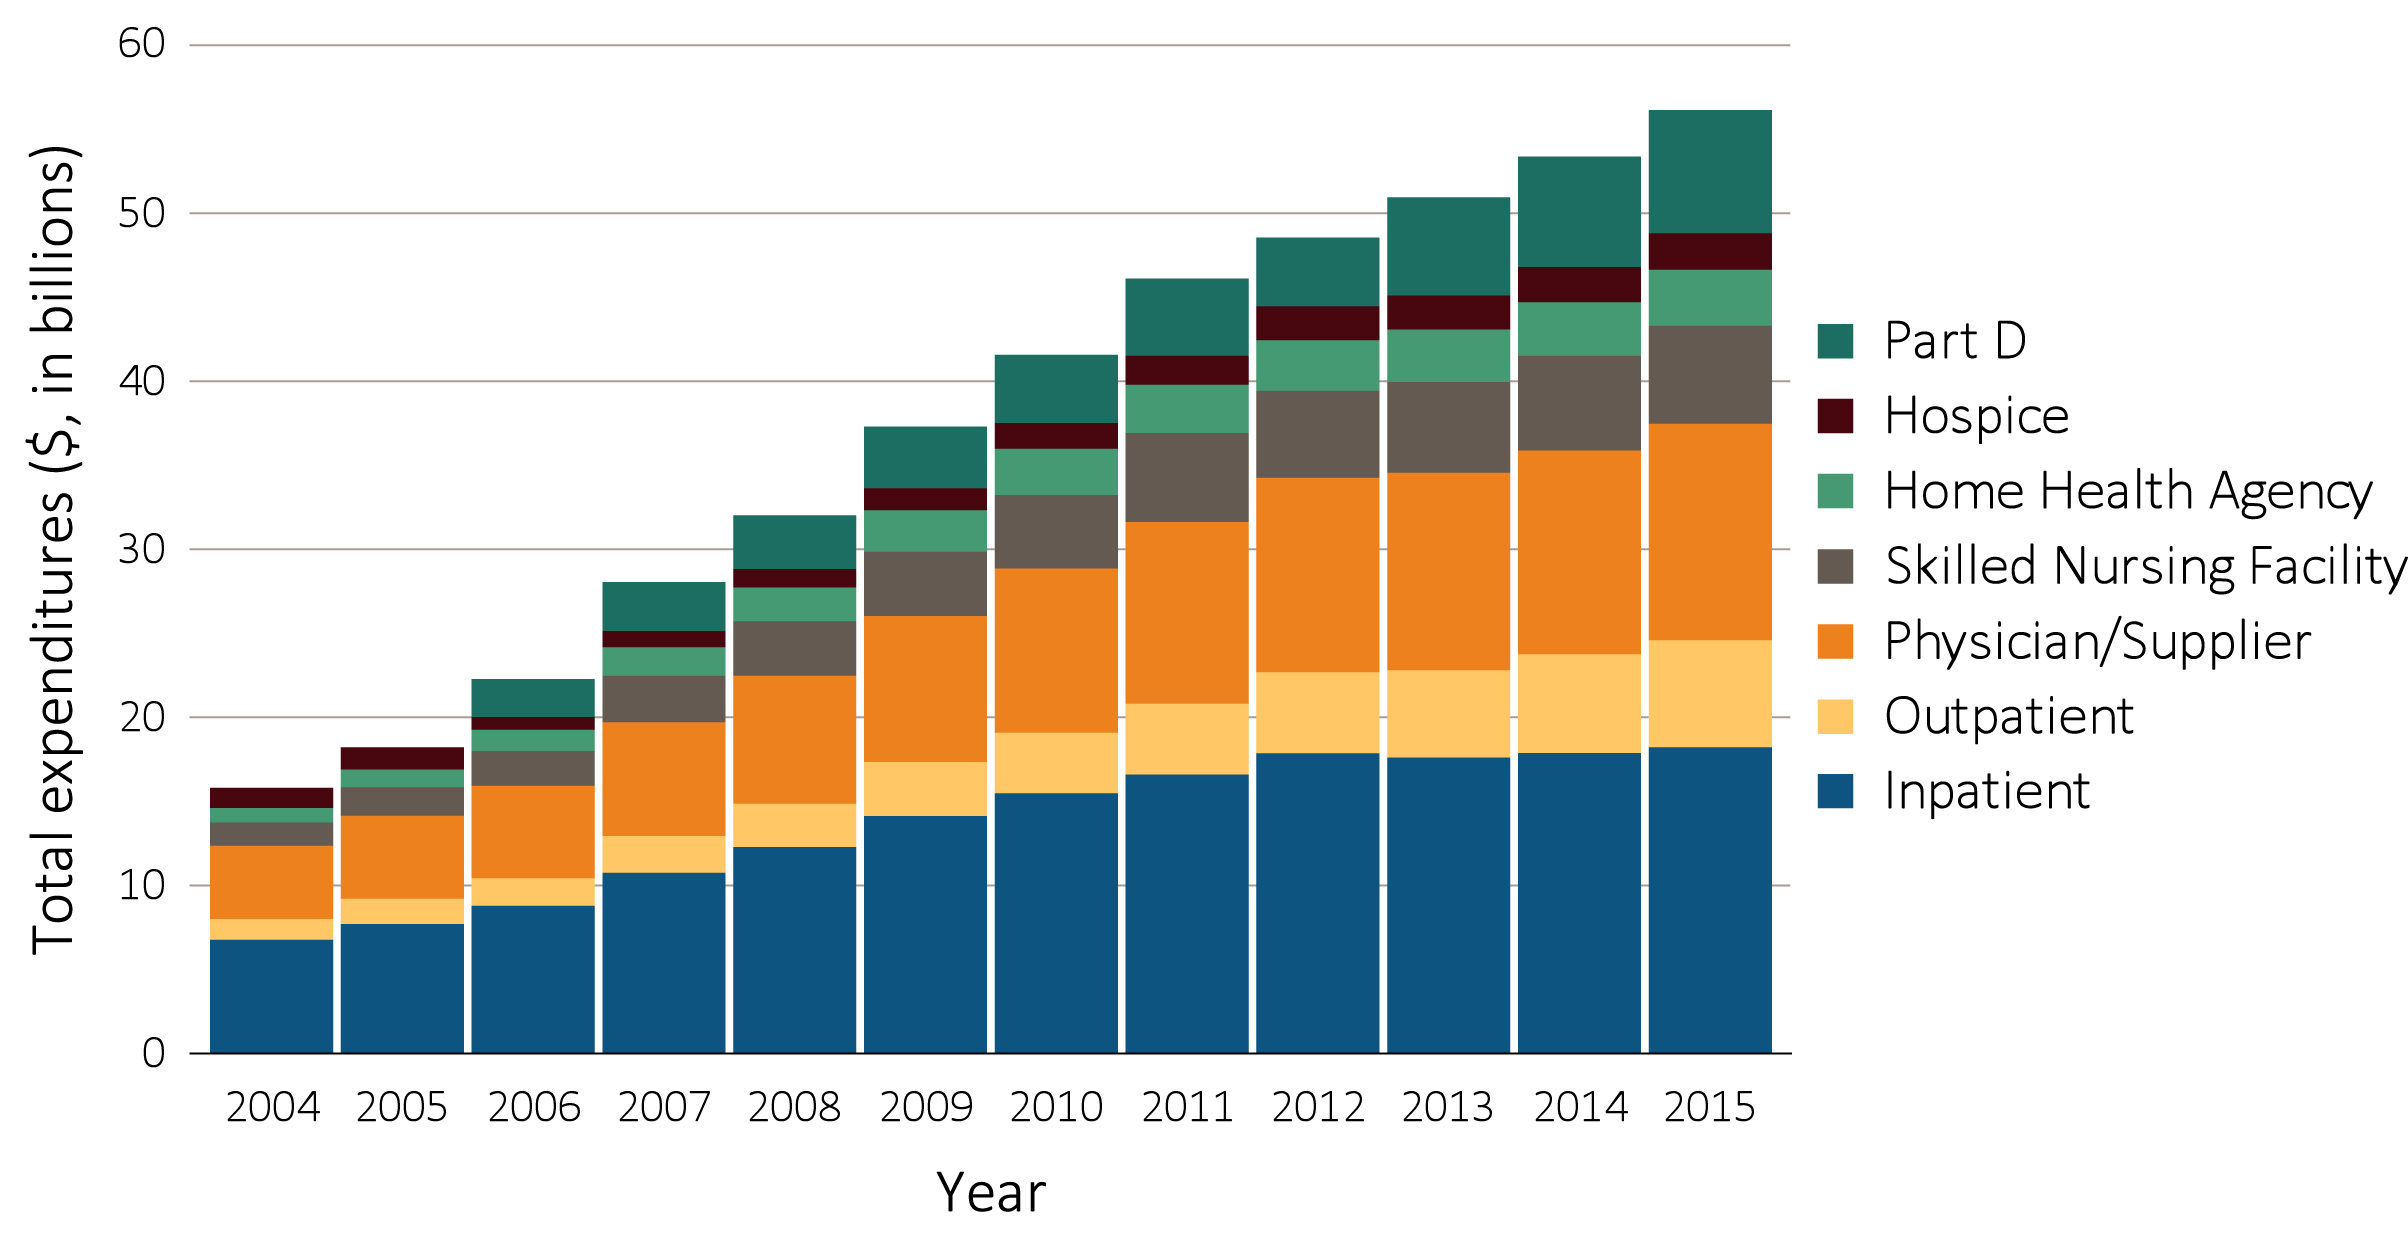 Total expenditures ($, in billions)
60
50
40
30
20
10
0
2004 2005 2006 2007 2008 2009 2010 2011 2012 2013 2014 2015
Year
Part D
Hospice
Home Health Agency
Skilled Nursing Facility
Physician/Supplier
Outpatient
Inpatient